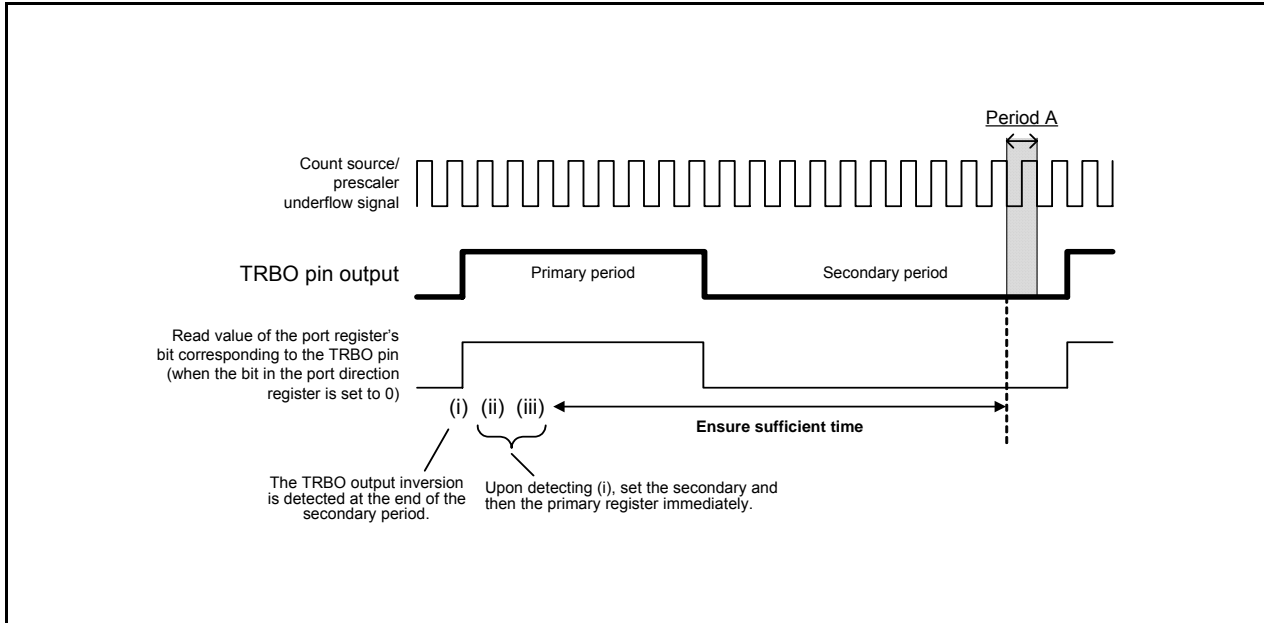 Period A
Count source/
prescaler
underflow signal
TRBO pin output
Primary period
Secondary period
Read value of the port register's
bit corresponding to the TRBO pin
(when the bit in the port direction
register is set to 0)
(i) (ii) (iii)
Ensure sufficient time
The TRBO output inversion
is detected at the end of the
secondary period.
Upon detecting (i), set the secondary and
then the primary register immediately.